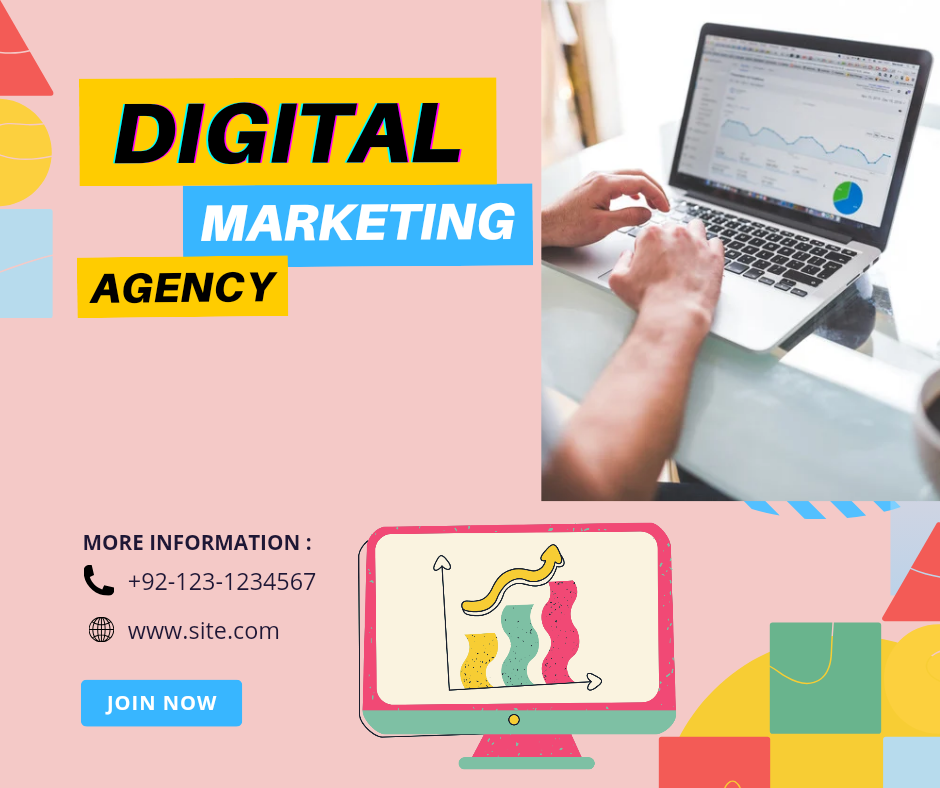 DIGITAL
MARKETING
AGENCY
MORE INFORMATION :
+92-123-1234567
www.site.com
JOIN NOW